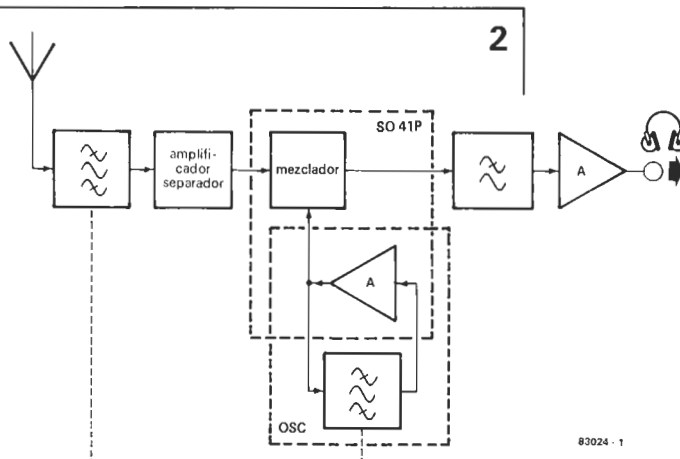 2
SO 41P
amplifi-
cador
separador
mezclador
A
A
OSC
83024 - 1